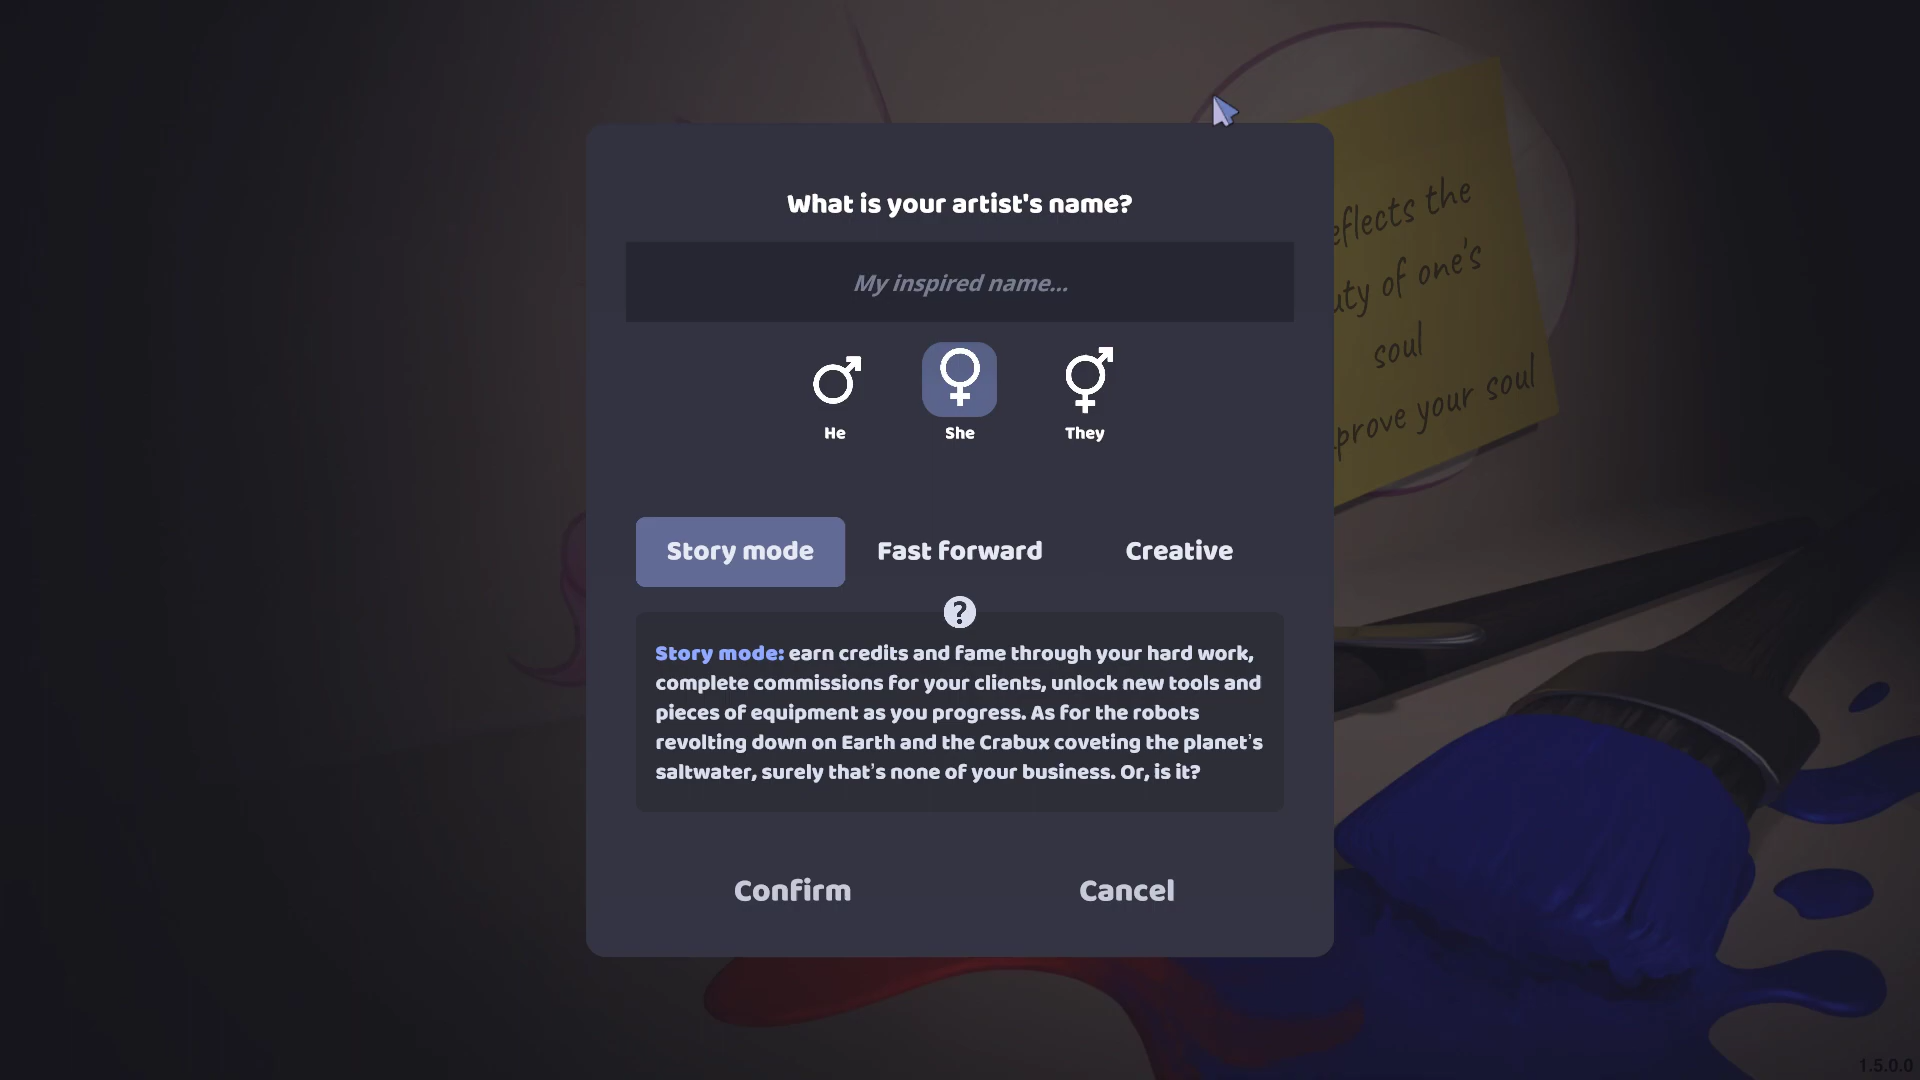 What is your artist's name?
My inspired name...
He
She
They
Story mode
Fast forward
Creative
?
Story mode: earn credits and fame through your hard work,
complete commissions for your clients, unlock new tools and
pieces of equipment as you progress. As for the robots
revolting down on Earth and the Crabux coveting the planet's
saltwater, surely that's none of your business. Or, is it?
Confirm
Cancel
the
of one's
soul
your soul
1.5.0.0